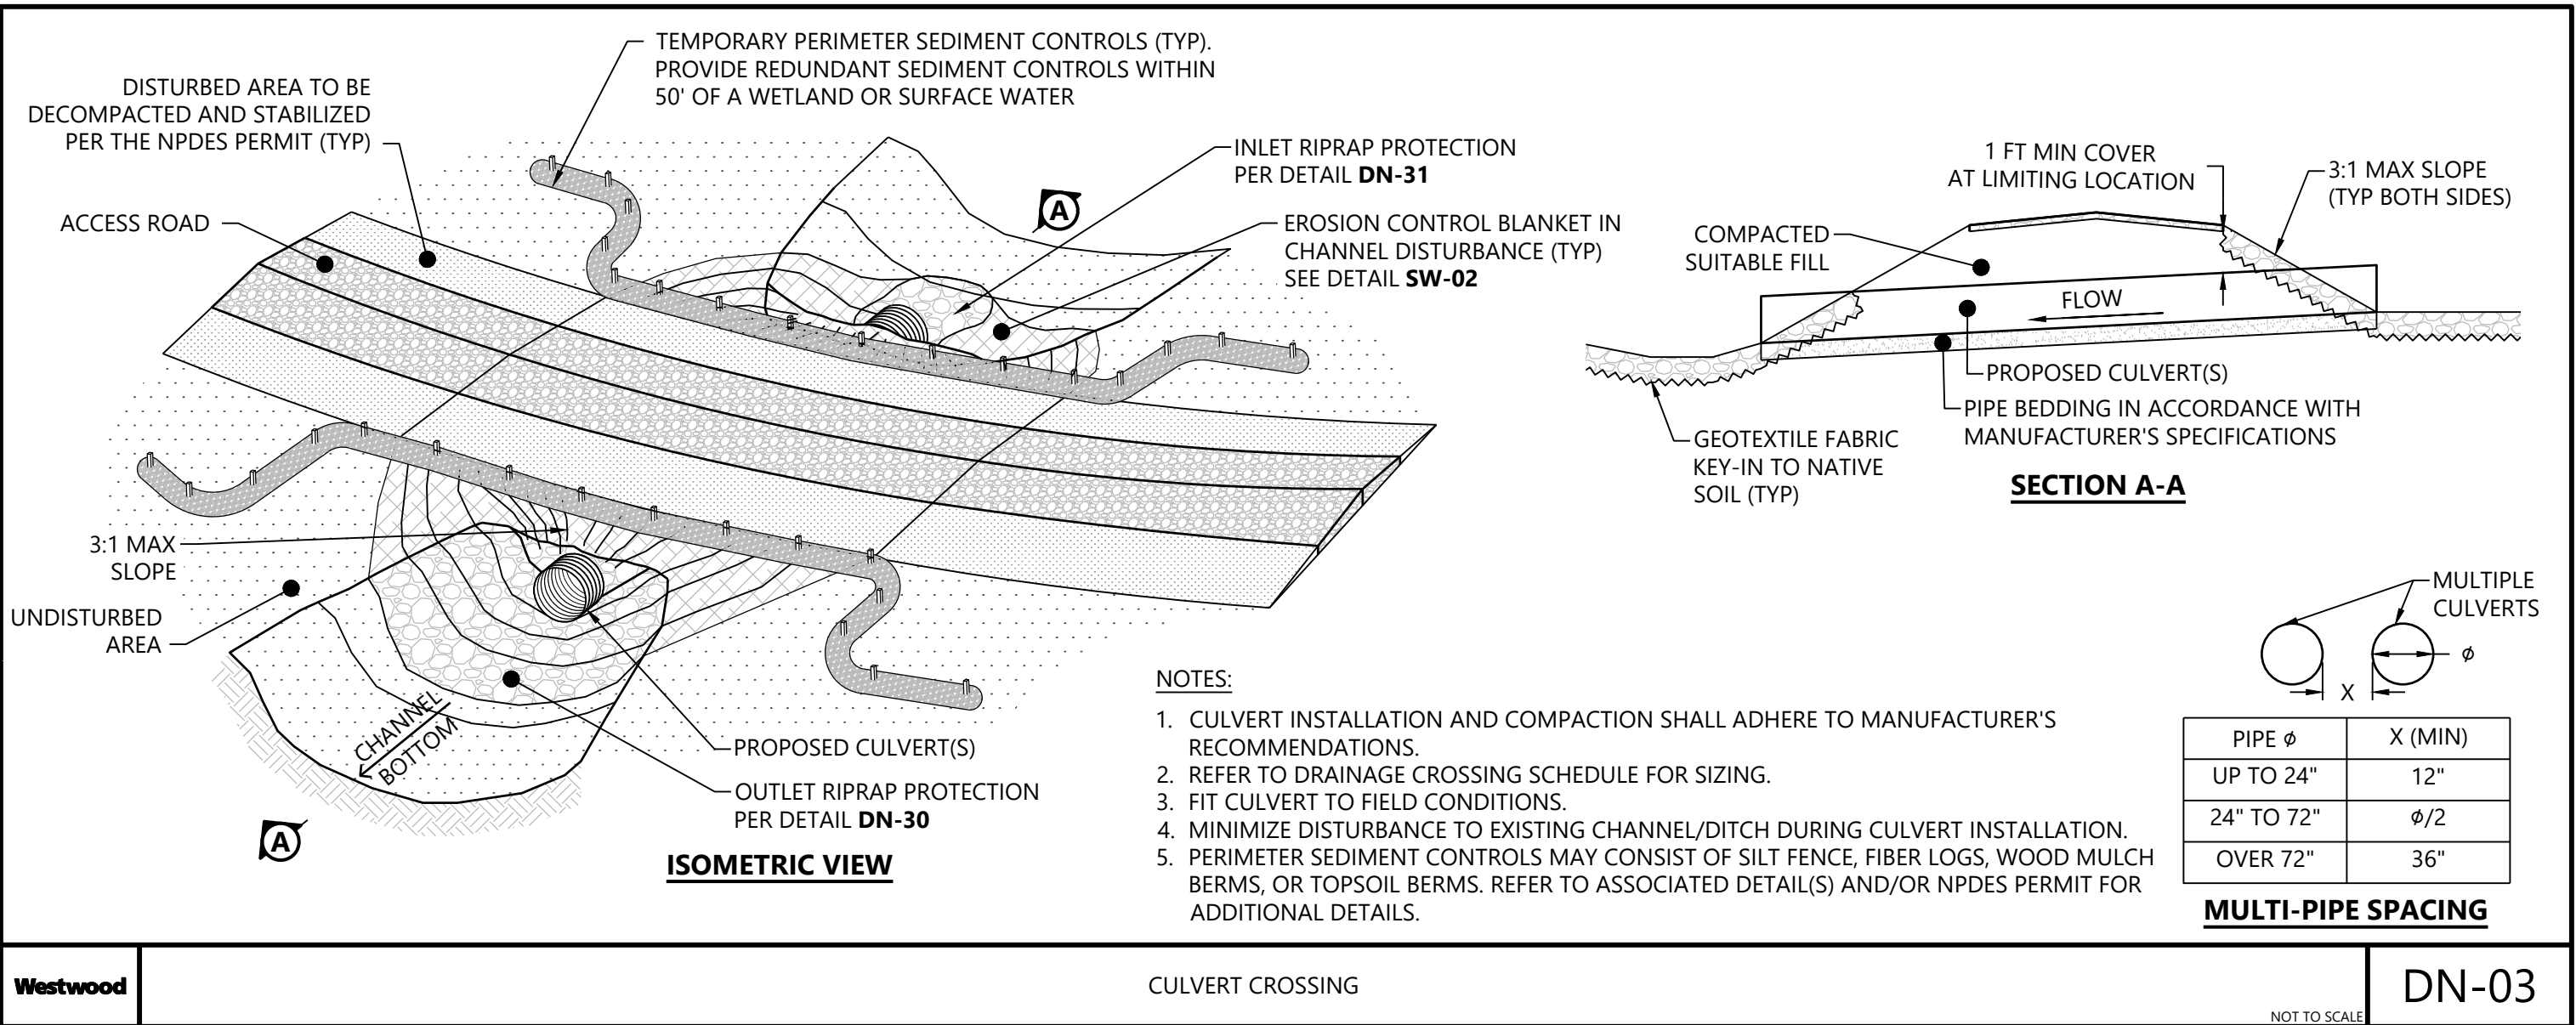 TEMPORARY PERIMETER SEDIMENT CONTROLS (TYP).
PROVIDE REDUNDANT SEDIMENT CONTROLS WITHIN
50' OF A WETLAND OR SURFACE WATER
DISTURBED AREA TO BE
DECOMPACTED AND STABILIZED
PER THE NPDES PERMIT (TYP)
ACCESS ROAD
INLET RIPRAP PROTECTION
PER DETAIL DN-31
A
EROSION CONTROL BLANKET IN
CHANNEL DISTURBANCE (TYP)
SEE DETAIL SW-02
3:1 MAX
SLOPE
UNDISTURBED
AREA
CHANNEL
BOTTOM
PROPOSED CULVERT(S)
OUTLET RIPRAP PROTECTION
PER DETAIL DN-30
A
ISOMETRIC VIEW
1 FT MIN COVER
AT LIMITING LOCATION
3:1 MAX SLOPE
(TYP BOTH SIDES)
COMPACTED
SUITABLE FILL
FLOW
PROPOSED CULVERT(S)
PIPE BEDDING IN ACCORDANCE WITH
MANUFACTURER'S SPECIFICATIONS
GEOTEXTILE FABRIC
KEY-IN TO NATIVE
SOIL (TYP)
SECTION A-A
MULTIPLE
CULVERTS
ϕ
X
NOTES:
1. CULVERT INSTALLATION AND COMPACTION SHALL ADHERE TO MANUFACTURER'S
RECOMMENDATIONS.
2. REFER TO DRAINAGE CROSSING SCHEDULE FOR SIZING.
3. FIT CULVERT TO FIELD CONDITIONS.
4. MINIMIZE DISTURBANCE TO EXISTING CHANNEL/DITCH DURING CULVERT INSTALLATION.
5. PERIMETER SEDIMENT CONTROLS MAY CONSIST OF SILT FENCE, FIBER LOGS, WOOD MULCH
BERMS, OR TOPSOIL BERMS. REFER TO ASSOCIATED DETAIL(S) AND/OR NPDES PERMIT FOR
ADDITIONAL DETAILS.
PIPE ϕ X (MIN)
UP TO 24" 12"
24" TO 72" ϕ/2
OVER 72" 36"
MULTI-PIPE SPACING
Westwood
CULVERT CROSSING
NOT TO SCALE
DN-03